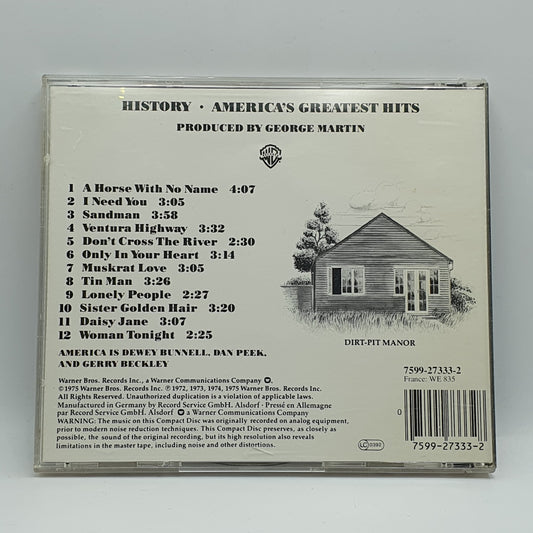 HISTORY · AMERICA'S GREATEST HITS
PRODUCED BY GEORGE MARTIN
1 A Horse With No Name 4:07
2 I Need You 3:05
3 Sandman 3:58
4 Ventura Highway 3:32
5 Don't Cross The River 2:30
6 Only In Your Heart 3:14
7 Muskrat Love 3:05
8 Tin Man 3:26
9 Lonely People 2:27
10 Sister Golden Hair 3:20
11 Daisy Jane 3:07
12 Woman Tonight 2:25
DIRT-PIT MANOR
AMERICA IS DEWEY BUNNELL, DAN PEEK,
AND GERRY BECKLEY
7599-27333-2
France: WE 835
Warner Bros. Records Inc., a Warner Communications Company
©1975 Warner Bros. Records Inc. ℗ 1972, 1973, 1974, 1975 Warner Bros. Records Inc.
All Rights Reserved. Unauthorized duplication is a violation of applicable laws.
Manufactured in Germany by Record Service GmbH. Alsdorf · Pressé en Allemagne
par Record Service GmbH. Alsdorf a Warner Communications Company
WARNING: The music on this Compact Disc was originally recorded on analog equipment,
prior to modern noise reduction techniques. This Compact Disc preserves, as closely as
possible, the sound of the original recording, but its high resolution also reveals
limitations in the master tape, including noise and other distortions.
LC 0392
0
7599-27333-2